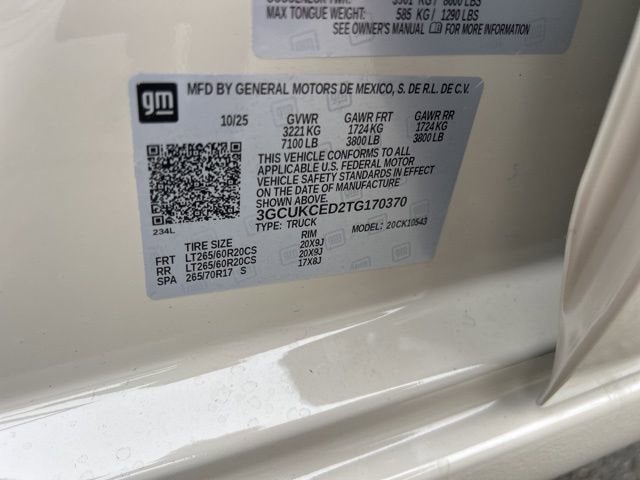 MAX TONGUE WEIGHT: 585 KG / 1290 LBS
SEE OWNER'S MANUAL FOR MORE INFORMATION
gm
MFD BY GENERAL MOTORS DE MEXICO, S. DE R.L. DE C.V.
10/25 GVWR GAWR FRT GAWR RR
3221 KG 1724 KG 1724 KG
7100 LB 3800 LB 3800 LB
THIS VEHICLE CONFORMS TO ALL
APPLICABLE U.S. FEDERAL MOTOR
VEHICLE SAFETY STANDARDS IN EFFECT
ON THE DATE OF MANUFACTURE
SHOWN ABOVE.
3GCUKCED2TG170370
TYPE: TRUCK MODEL: 20CK10543
234L
TIRE SIZE RIM
FRT LT265/60R20CS 20X9J
RR LT265/60R20CS 20X9J
SPA 265/70R17 S 17X8J